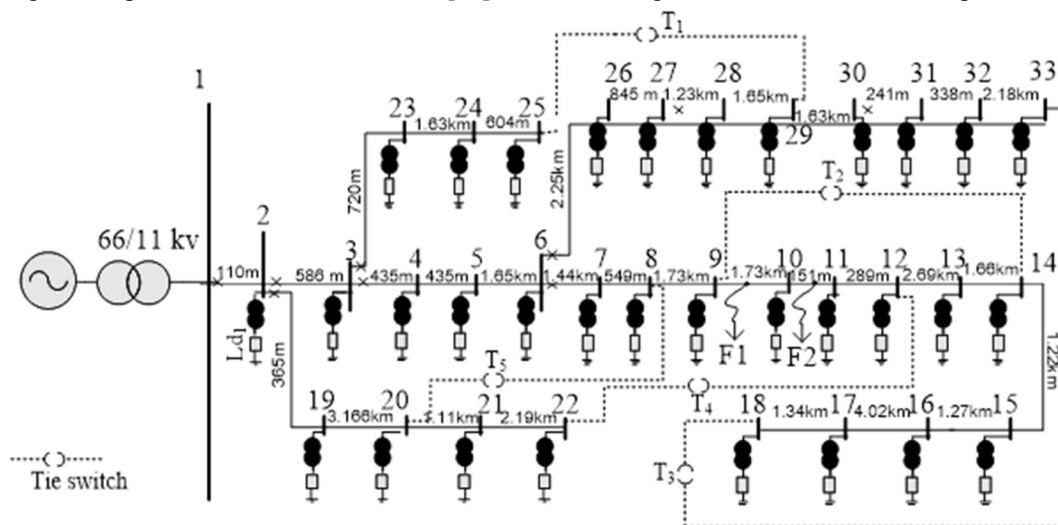 T₁
1
26 27 28 30 31 32 33
845 m 1.23km 1.65km 241m 338m 2.18km
23 24 25
1.63km 604m
1.63km
29
2.25km
720m
T₂
2
66/11 kv
3 4 5 6 7 8 9 10 11 12 13 14
110m 586 m 435m 435m 1.65km 1.44km 549m 1.73km 1.73km 151m 289m 2.69km 1.66km
Ld₁
F1 F2
365m
T₅
1.22km
T₄
19 20 21 22
3.166km 1.11km 2.19km
18 17 16 15
1.34km 4.02km 1.27km
T₃
Tie switch